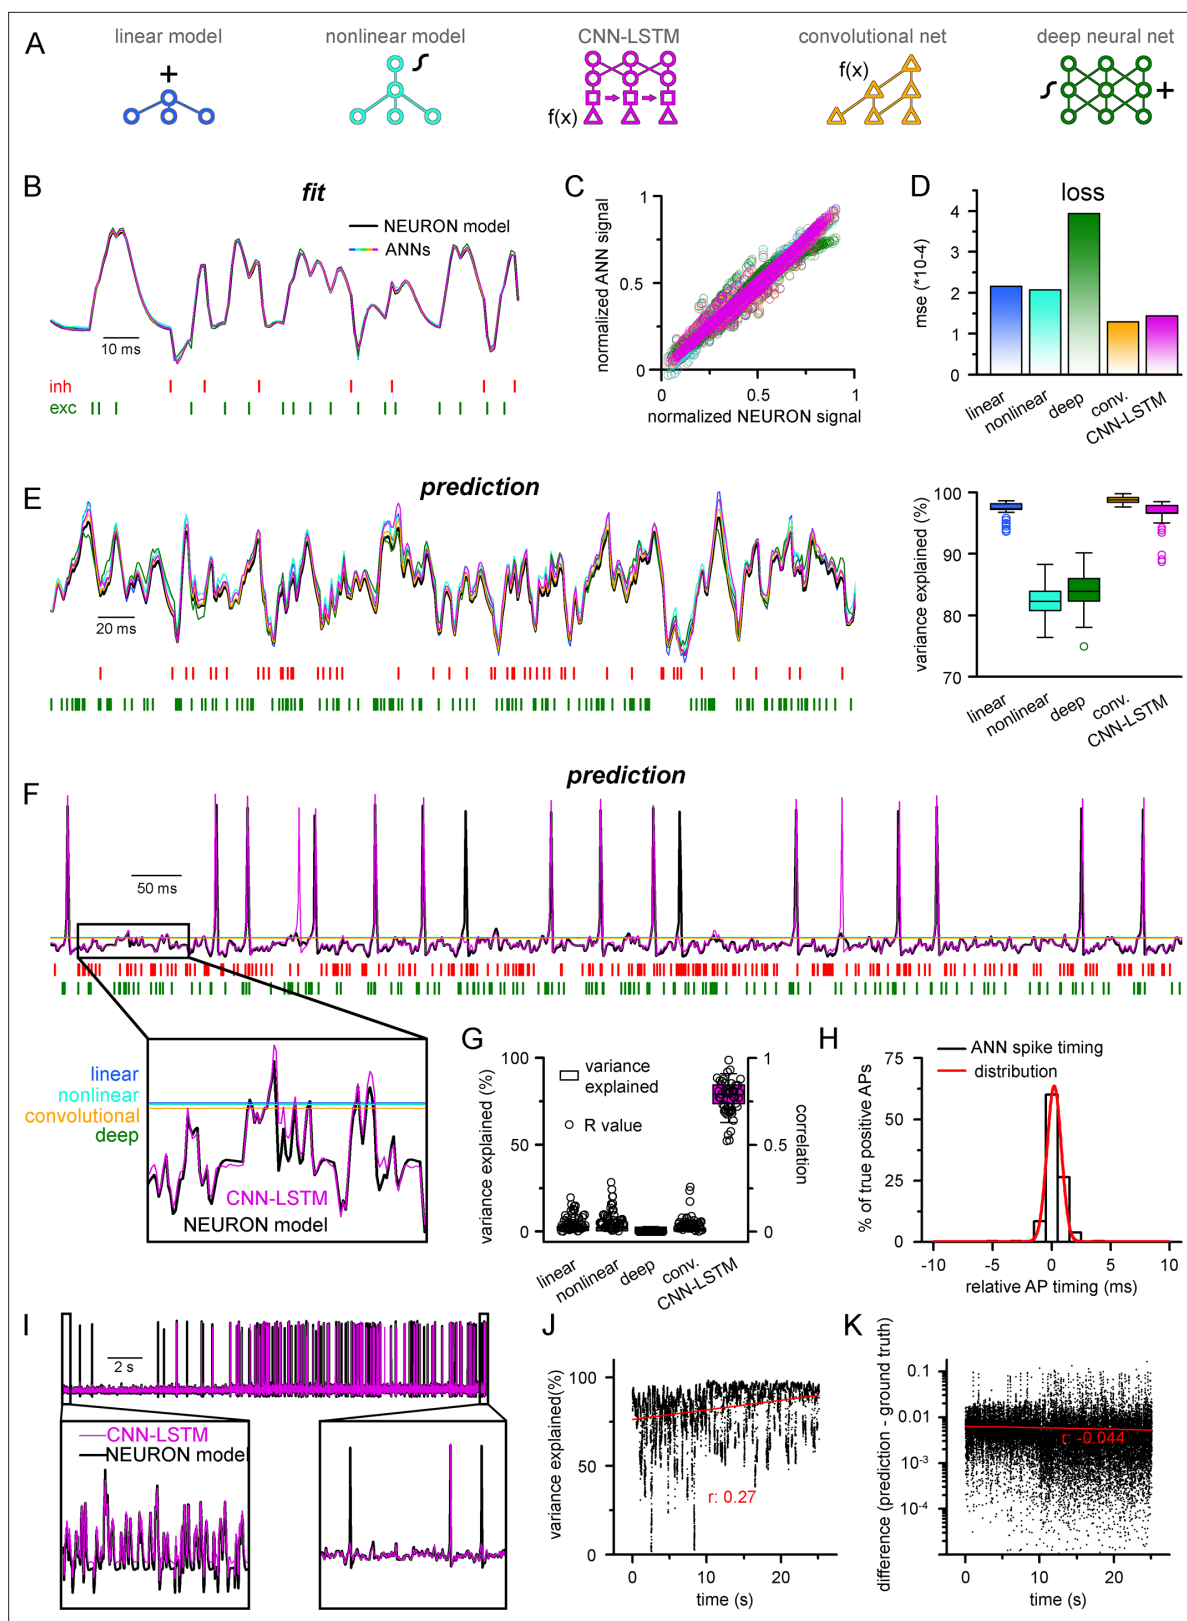 A
linear model
nonlinear model
CNN-LSTM
convolutional net
deep neural net
+
f(x)
f(x)
+
B
fit
NEURON model
ANNs
10 ms
inh
exc
C
normalized ANN signal
1
0.5
0
0
0.5
1
normalized NEURON signal
D
loss
mse (*10-4)
4
3
2
1
0
linear
nonlinear
deep
conv.
CNN-LSTM
E
prediction
20 ms
variance explained (%)
100
90
80
70
linear
nonlinear
deep
conv.
CNN-LSTM
F
prediction
50 ms
linear
nonlinear
convolutional
deep
CNN-LSTM
NEURON model
G
variance explained (%)
100
50
0
variance
explained
R value
1
0.5
0
correlation
linear
nonlinear
deep
conv.
CNN-LSTM
H
% of true positive APs
75
50
25
0
ANN spike timing
distribution
-10
-5
0
5
10
relative AP timing (ms)
I
2 s
CNN-LSTM
NEURON model
J
variance explained(%)
100
50
0
r: 0.27
0
10
20
time (s)
K
difference (prediction - ground truth)
0.1
0.01
10-3
10-4
r: -0.044
0
10
20
time (s)